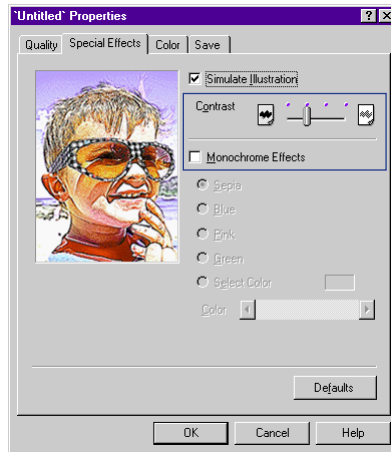 `Untitled` Properties
Quality Special Effects Color Save
Simulate Illustration
Contrast
Monochrome Effects
Sepia
Blue
Pink
Green
Select Color
Color
Defaults
OK Cancel Help